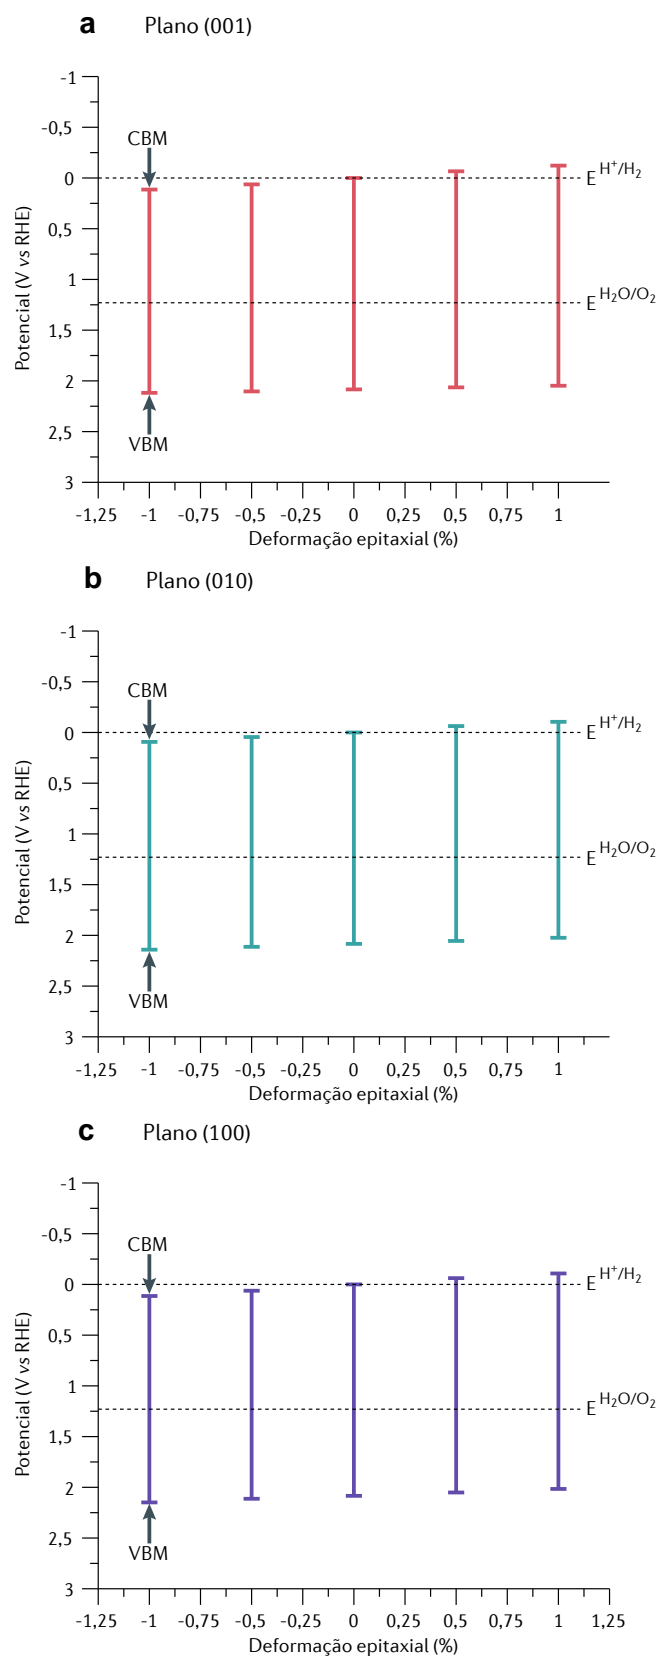 a Plano (001)
-1
-0,5
0
0,5
1
1,5
2
2,5
3
Potencial (V vs RHE)
CBM
VBM
E H⁺/H₂
E H₂O/O₂
-1,25 -1 -0,75 -0,5 -0,25 0 0,25 0,5 0,75 1
Deformação epitaxial (%)
b Plano (010)
-1
-0,5
0
0,5
1
1,5
2
2,5
3
Potencial (V vs RHE)
CBM
VBM
E H⁺/H₂
E H₂O/O₂
-1,25 -1 -0,75 -0,5 -0,25 0 0,25 0,5 0,75 1
Deformação epitaxial (%)
c Plano (100)
-1
-0,5
0
0,5
1
1,5
2
2,5
3
Potencial (V vs RHE)
CBM
VBM
E H⁺/H₂
E H₂O/O₂
-1,25 -1 -0,75 -0,5 -0,25 0 0,25 0,5 0,75 1 1,25
Deformação epitaxial (%)